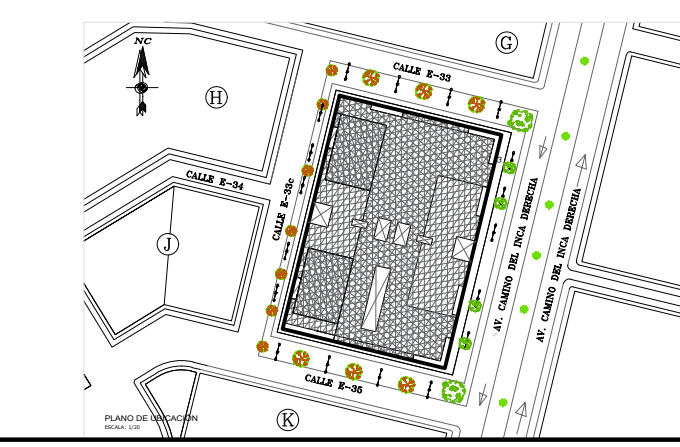 NC
G
CALLE E-33
H
CALLE E-33c
CALLE E-34
J
AV. CAMINO DEL INCA DERECHA
AV. CAMINO DEL INCA DERECHA
CALLE E-35
K
PLANO DE UBICACIÓN
ESCALA: 1/20